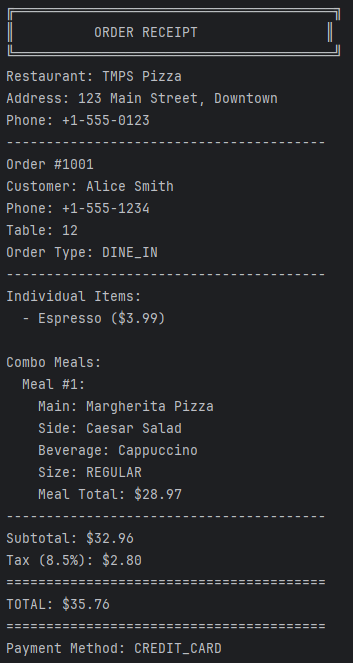 ORDER RECEIPT
Restaurant: TMPS Pizza
Address: 123 Main Street, Downtown
Phone: +1-555-0123
----------------------------------------
Order #1001
Customer: Alice Smith
Phone: +1-555-1234
Table: 12
Order Type: DINE_IN
----------------------------------------
Individual Items:
  - Espresso ($3.99)

Combo Meals:
  Meal #1:
    Main: Margherita Pizza
    Side: Caesar Salad
    Beverage: Cappuccino
    Size: REGULAR
    Meal Total: $28.97
----------------------------------------
Subtotal: $32.96
Tax (8.5%): $2.80
========================================
TOTAL: $35.76
========================================
Payment Method: CREDIT_CARD